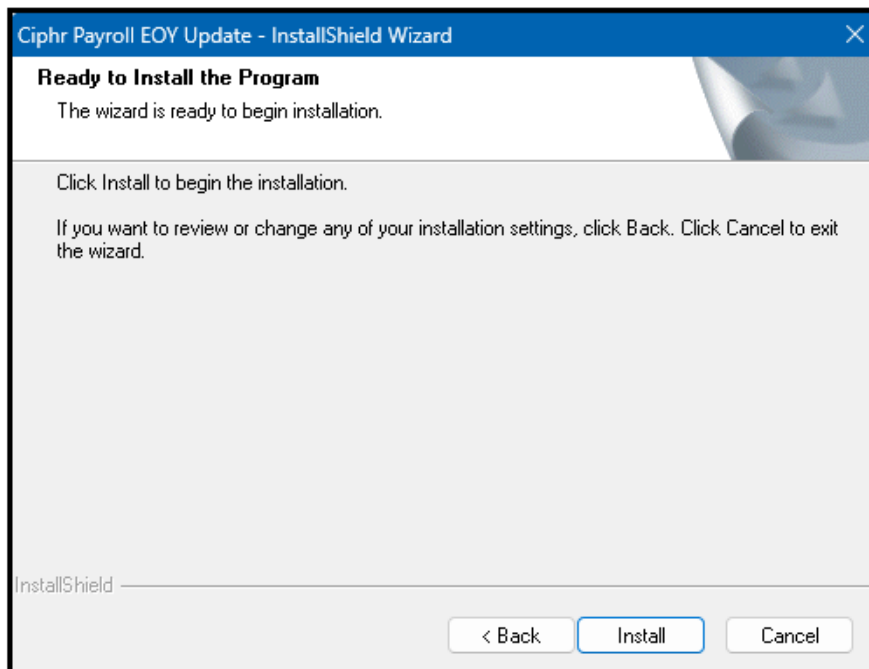 Ciphr Payroll EOY Update - InstallShield Wizard
Ready to Install the Program
The wizard is ready to begin installation.
Click Install to begin the installation.
If you want to review or change any of your installation settings, click Back. Click Cancel to exit
the wizard.
InstallShield
< Back
Install
Cancel